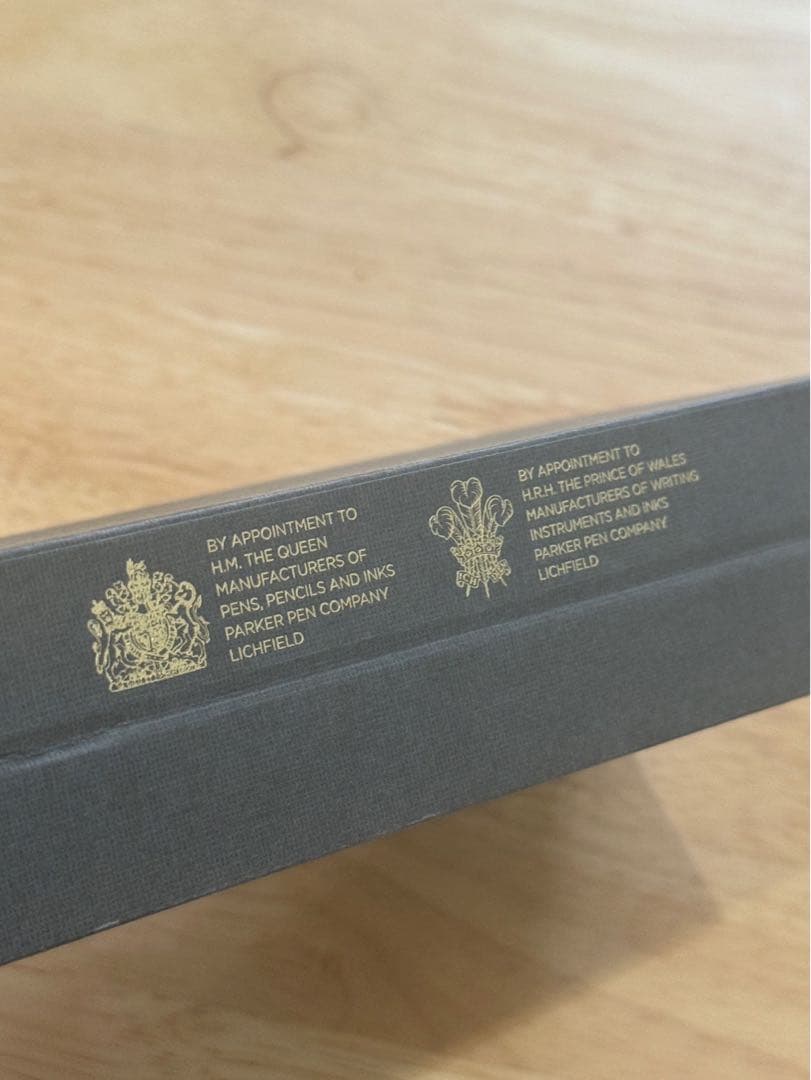 BY APPOINTMENT TO
H.M. THE QUEEN
MANUFACTURERS OF
PENS, PENCILS AND INKS
PARKER PEN COMPANY
LICHFIELD
BY APPOINTMENT TO
H.R.H. THE PRINCE OF WALES
MANUFACTURERS OF WRITING
INSTRUMENTS AND INKS
PARKER PEN COMPANY
LICHFIELD